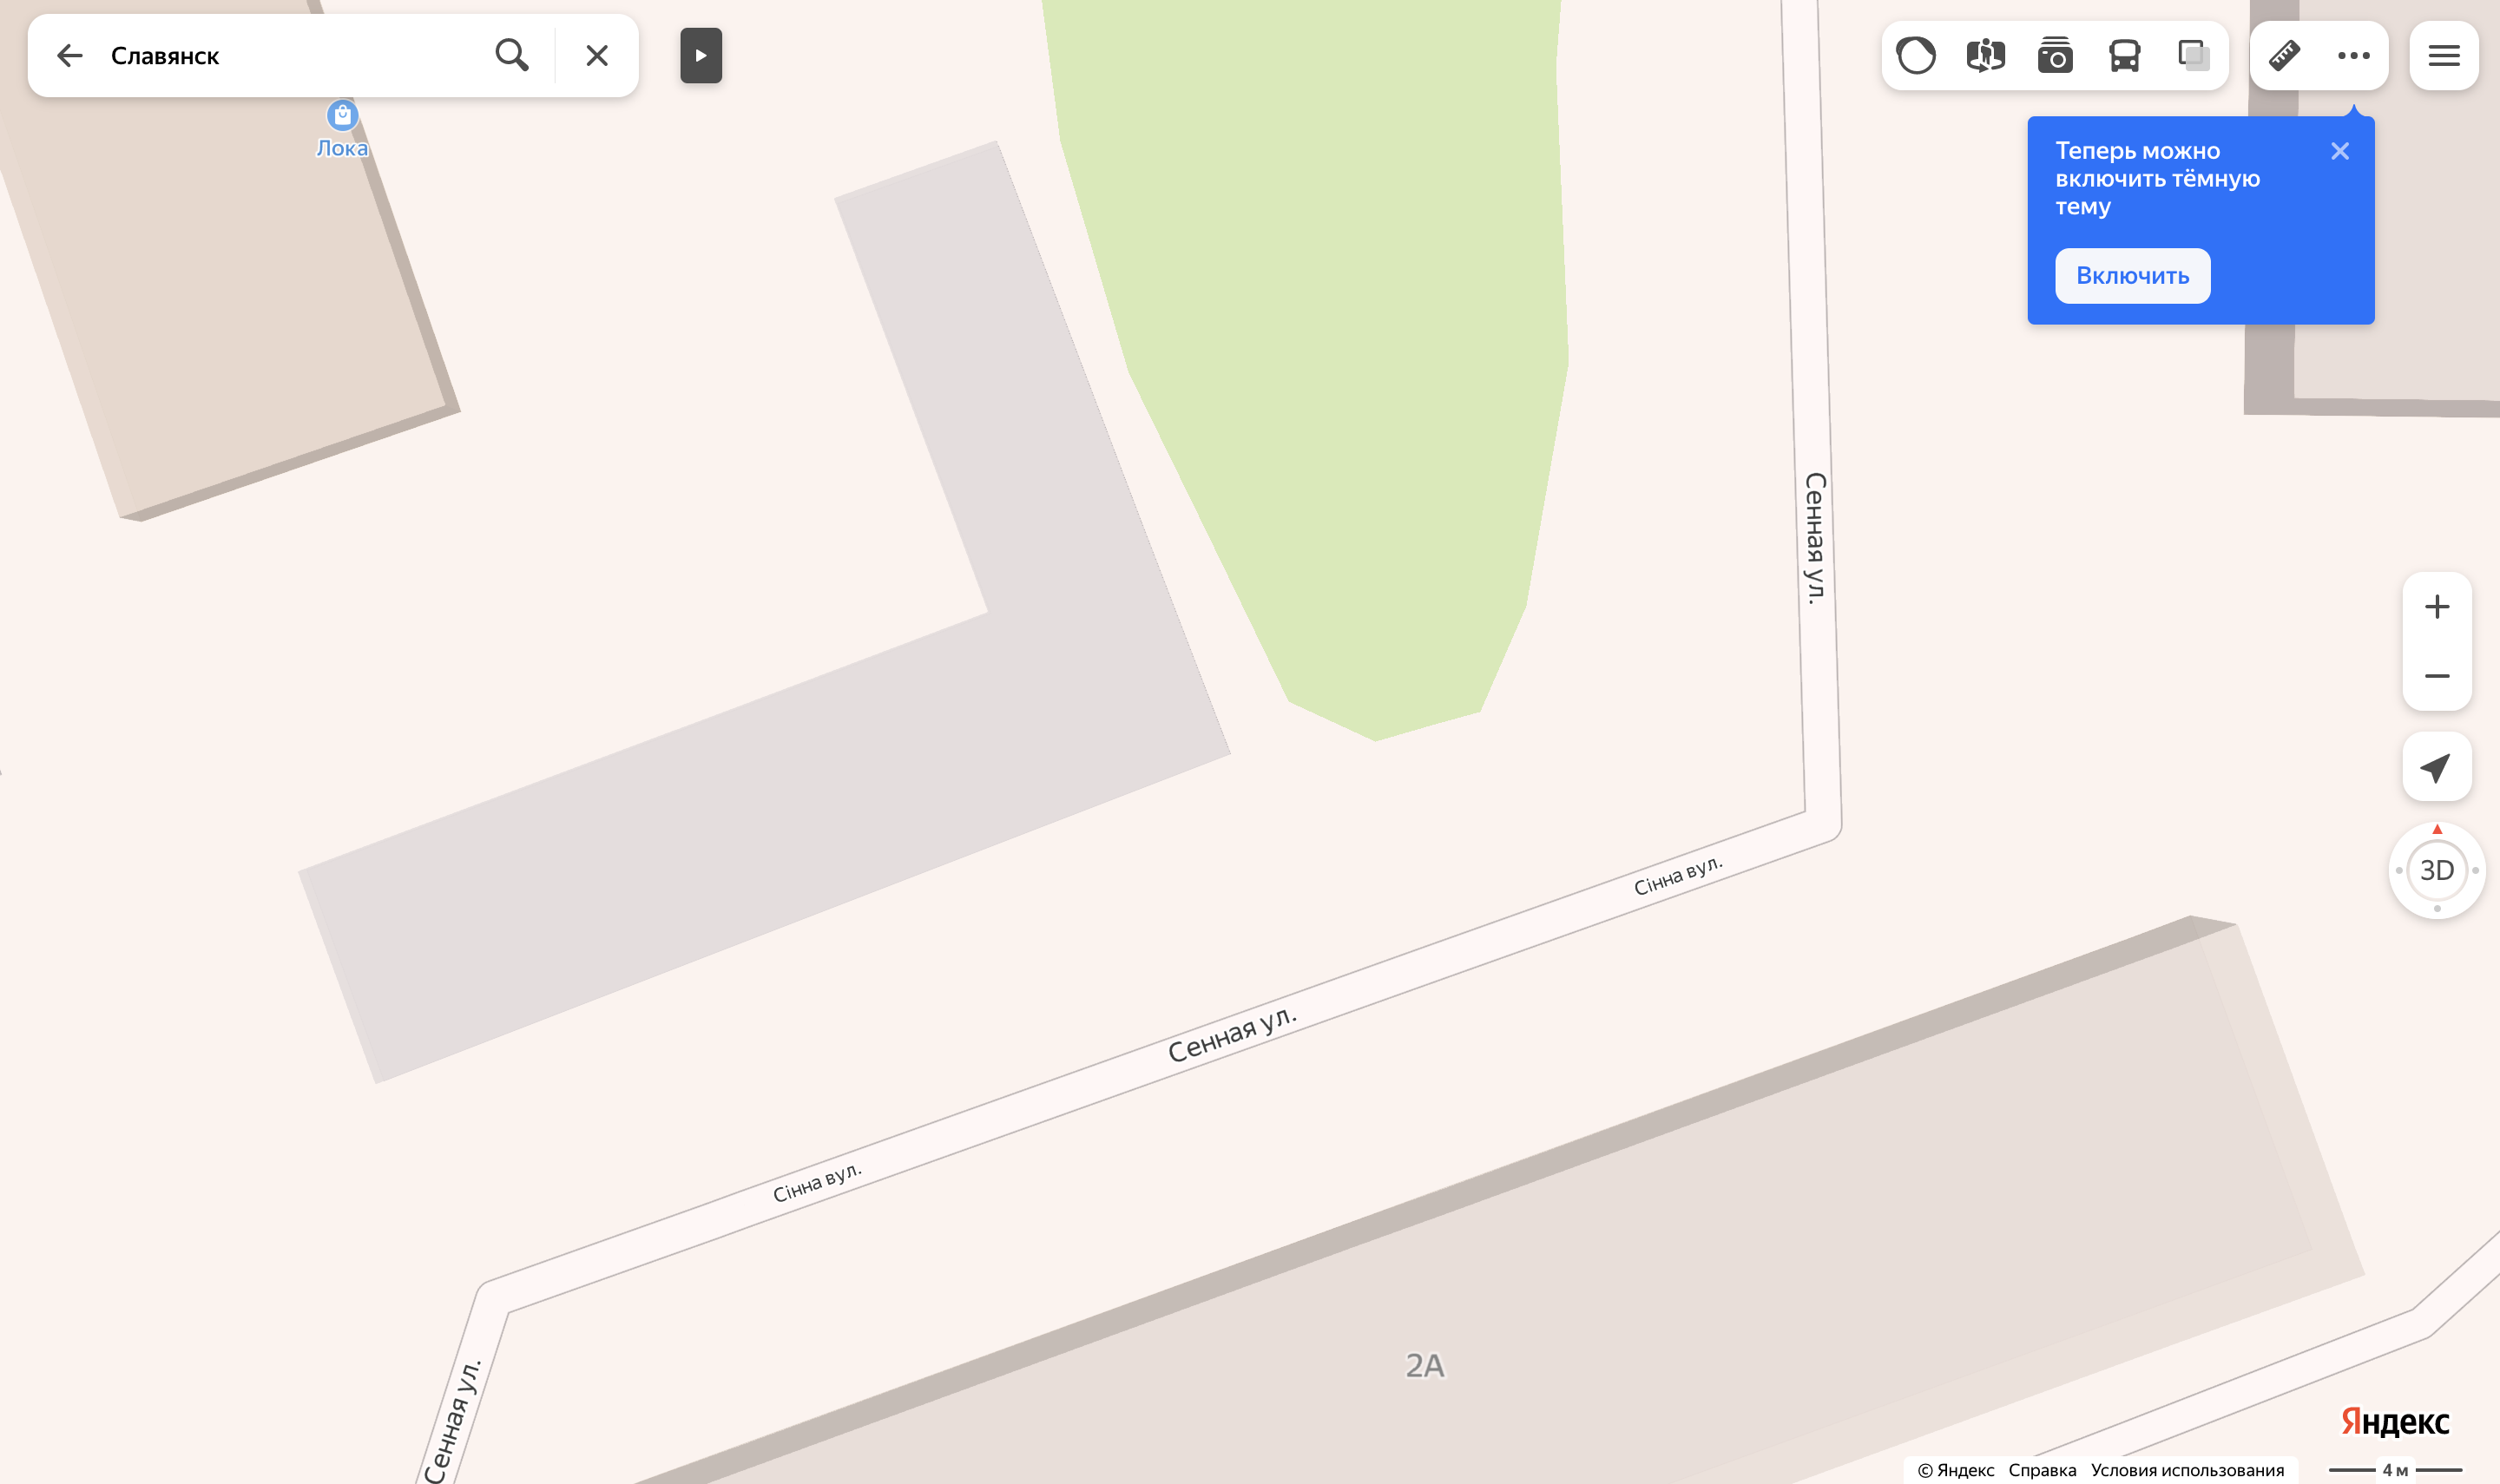 Славянск
Лока
Теперь можно
включить тёмную
тему
Включить
Сенная ул.
3D
Сінна вул.
Сенная ул.
Сінна вул.
Сенная ул.
2А
Яндекс
© Яндекс Справка Условия использования 4 м